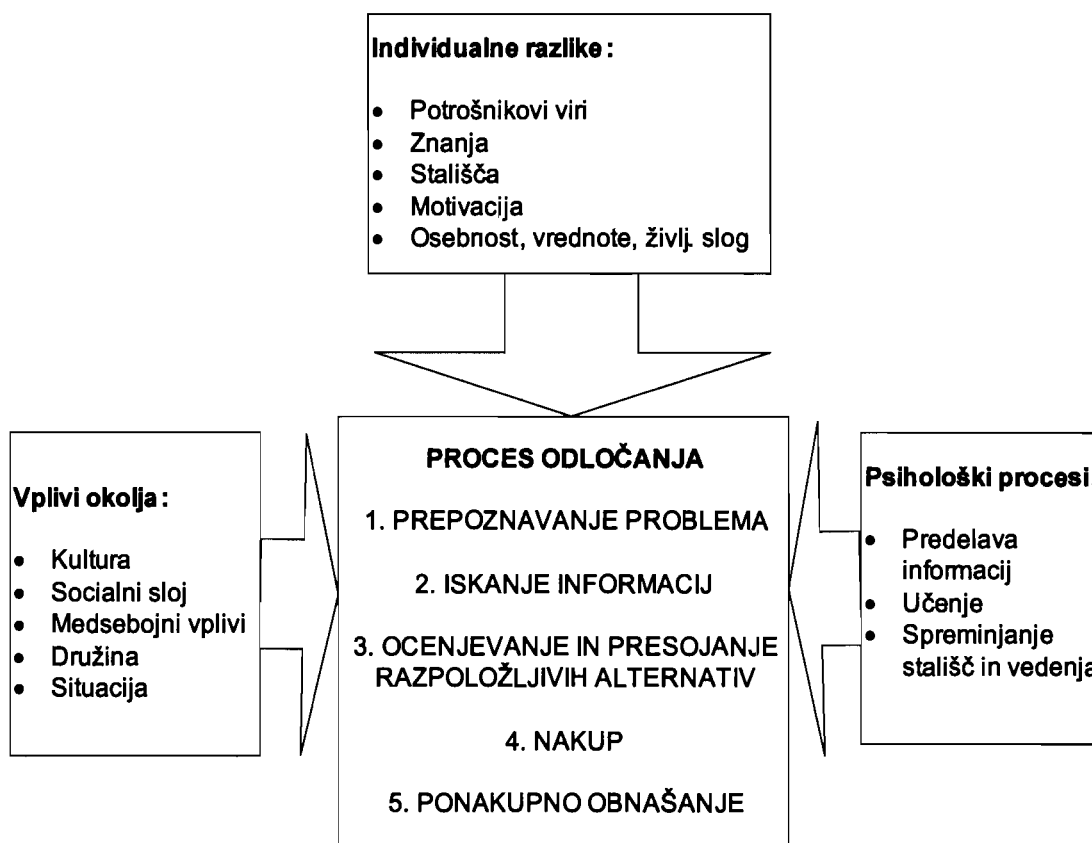 Individualne razlike:
• Potrošnikovi viri
• Znanja
• Stališča
• Motivacija
• Osebnost, vrednote, življ. slog
Vplivi okolja:
• Kultura
• Socialni sloj
• Medsebojni vplivi
• Družina
• Situacija
PROCES ODLOČANJA
1. PREPOZNAVANJE PROBLEMA
2. ISKANJE INFORMACIJ
3. OCENJEVANJE IN PRESOJANJE
RAZPOLOŽLJIVIH ALTERNATIV
4. NAKUP
5. PONAKUPNO OBNAŠANJE
Psihološki procesi
• Predelava
informacij
• Učenje
• Spreminjanje
stališč in vedenja